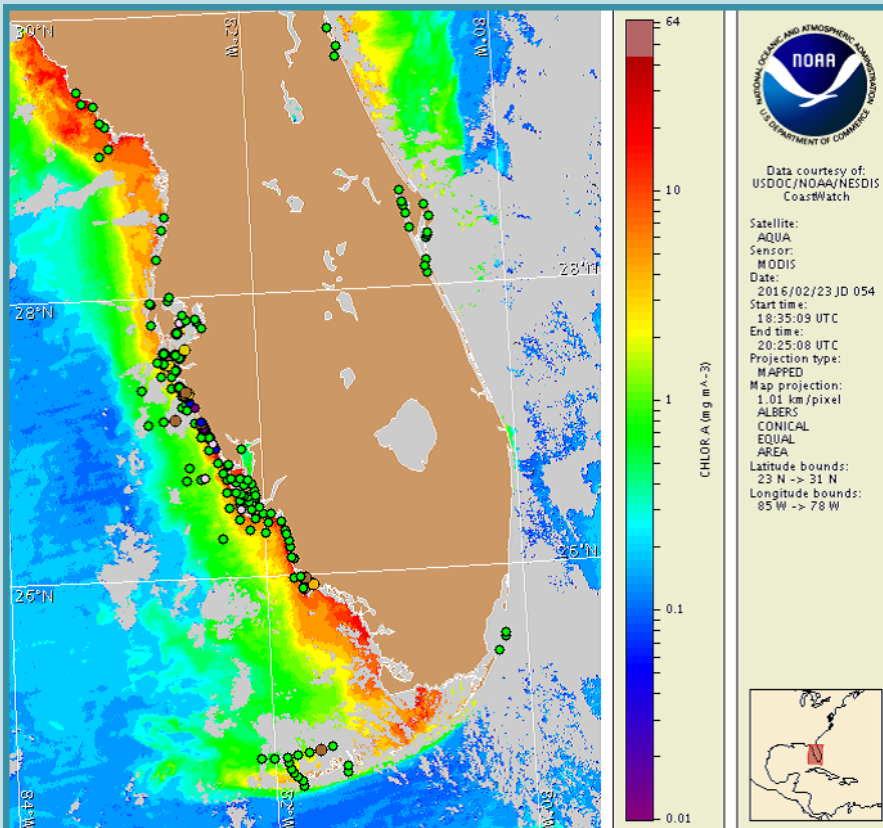 30°N
82°W
80°W
28°N
28°N
26°N
26°N
84°W
82°W
80°W
64
10
1
0.1
0.01
CHLOR A (mg m^-3)
NATIONAL OCEANIC AND ATMOSPHERIC ADMINISTRATION
NOAA
U.S. DEPARTMENT OF COMMERCE
Data courtesy of:
USDOC/NOAA/NESDIS
CoastWatch
Satellite:
AQUA
Sensor:
MODIS
Date:
2016/02/23 JD 054
Start time:
18:35:09 UTC
End time:
20:25:08 UTC
Projection type:
MAPPED
Map projection:
1.01 km/pixel
ALBERS
CONICAL
EQUAL
AREA
Latitude bounds:
23 N -> 31 N
Longitude bounds:
85 W -> 78 W